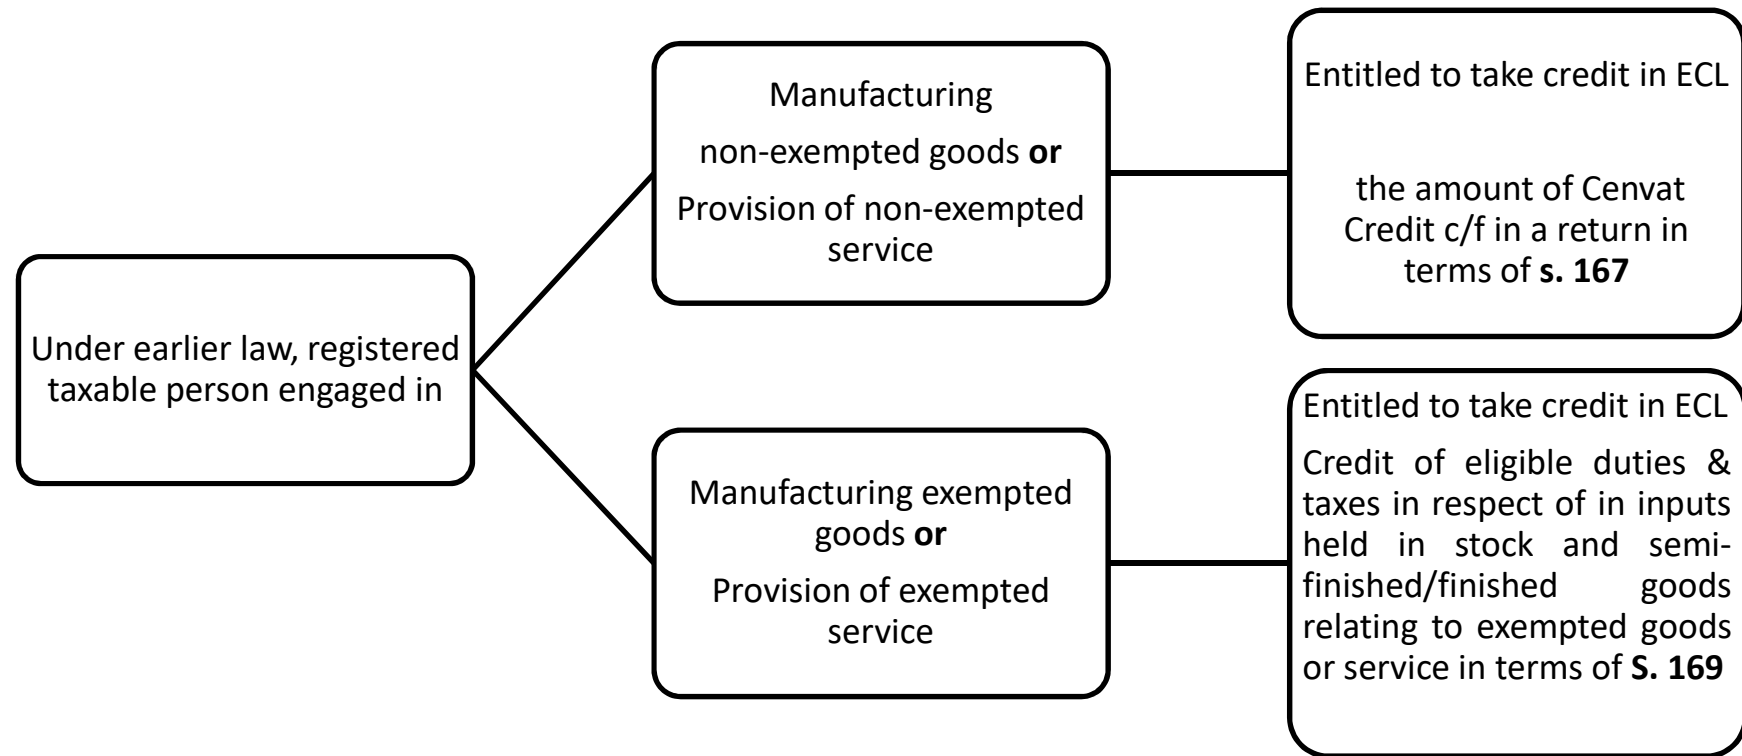 Under earlier law, registered
taxable person engaged in
Manufacturing
non-exempted goods or
Provision of non-exempted
service
Entitled to take credit in ECL
the amount of Cenvat
Credit c/f in a return in
terms of s. 167
Manufacturing exempted
goods or
Provision of exempted
service
Entitled to take credit in ECL
Credit of eligible duties &
taxes in respect of in inputs
held in stock and semi-
finished/finished goods
relating to exempted goods
or service in terms of S. 169